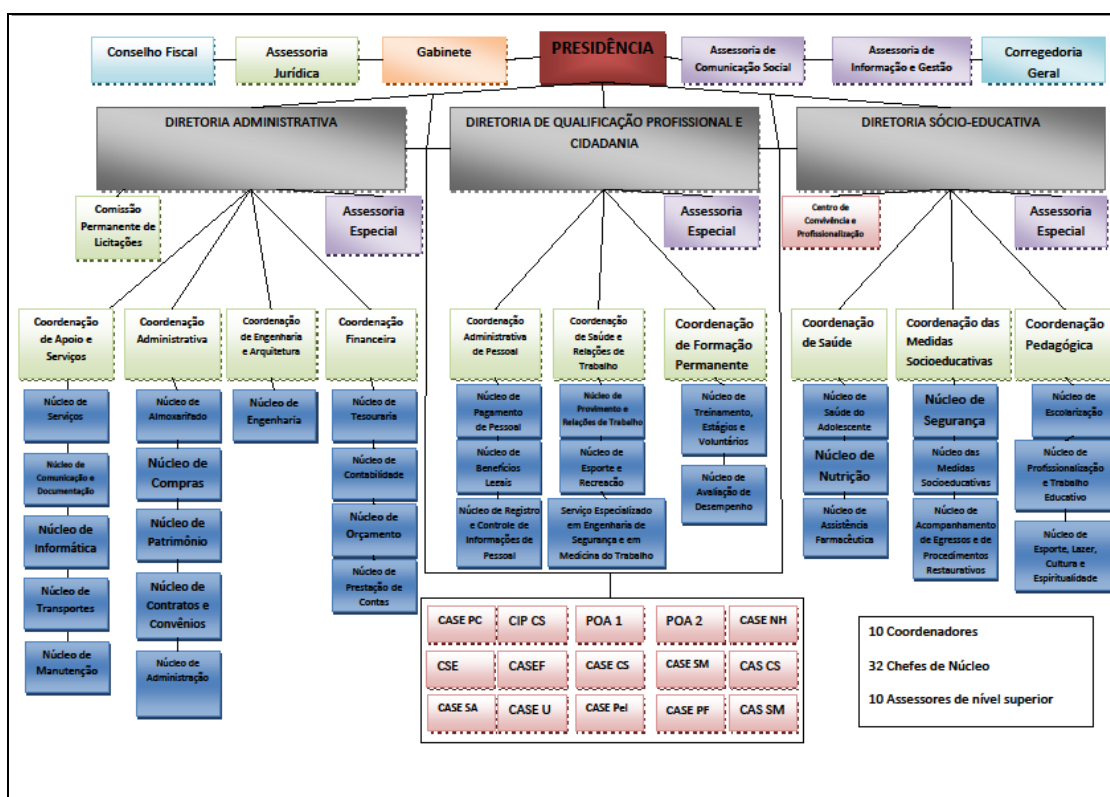 Conselho Fiscal
Assessoria
Jurídica
Gabinete
PRESIDÊNCIA
Assessoria de
Comunicação Social
Assessoria de
Informação e Gestão
Corregedoria
Geral
DIRETORIA ADMINISTRATIVA
DIRETORIA DE QUALIFICAÇÃO PROFISSIONAL E
CIDADANIA
DIRETORIA SÓCIO-EDUCATIVA
Comissão
Permanente de
Licitações
Assessoria
Especial
Assessoria
Especial
Centro de
Convivência e
Profissionalização
Assessoria
Especial
Coordenação
de Apoio e
Serviços
Coordenação
Administrativa
Coordenação
de Engenharia
e Arquitetura
Coordenação
Financeira
Coordenação
Administrativa
de Pessoal
Coordenação
de Saúde e
Relações de
Trabalho
Coordenação
de Formação
Permanente
Coordenação
de Saúde
Coordenação das
Medidas
Socioeducativas
Coordenação
Pedagógica
Núcleo de
Serviços
Núcleo de
Comunicação e
Documentação
Núcleo de
Informática
Núcleo de
Transportes
Núcleo de
Manutenção
Núcleo de
Almoxarifado
Núcleo de
Compras
Núcleo de
Patrimônio
Núcleo de
Contratos e
Convênios
Núcleo de
Administração
Núcleo de
Engenharia
Núcleo de
Tesouraria
Núcleo de
Contabilidade
Núcleo de
Orçamento
Núcleo de
Prestação de
Contas
Núcleo de
Pagamento
de Pessoal
Núcleo de
Benefícios
Legais
Núcleo de Registro
e Controle de
Informações de
Pessoal
Núcleo de
Provimento e
Relações de Trabalho
Núcleo de
Esporte e
Recreação
Serviço Especializado
em Engenharia de
Segurança e em
Medicina do Trabalho
Núcleo de
Treinamento,
Estágios e
Voluntários
Núcleo de
Avaliação de
Desempenho
Núcleo de
Saúde do
Adolescente
Núcleo de
Nutrição
Núcleo de
Assistência
Farmacêutica
Núcleo de
Segurança
Núcleo das
Medidas
Socioeducativas
Núcleo de
Acompanhamento
de Egressos e de
Procedimentos
Restaurativos
Núcleo de
Escolarização
Núcleo de
Profissionalização
e Trabalho
Educativo
Núcleo de
Esporte, Lazer,
Cultura e
Espiritualidade
CASE PC
CIP CS
POA 1
POA 2
CASE NH
CSE
CASEF
CASE CS
CASE SM
CAS CS
CASE SA
CASE U
CASE Pel
CASE PF
CAS SM
10 Coordenadores
32 Chefes de Núcleo
10 Assessores de nível superior